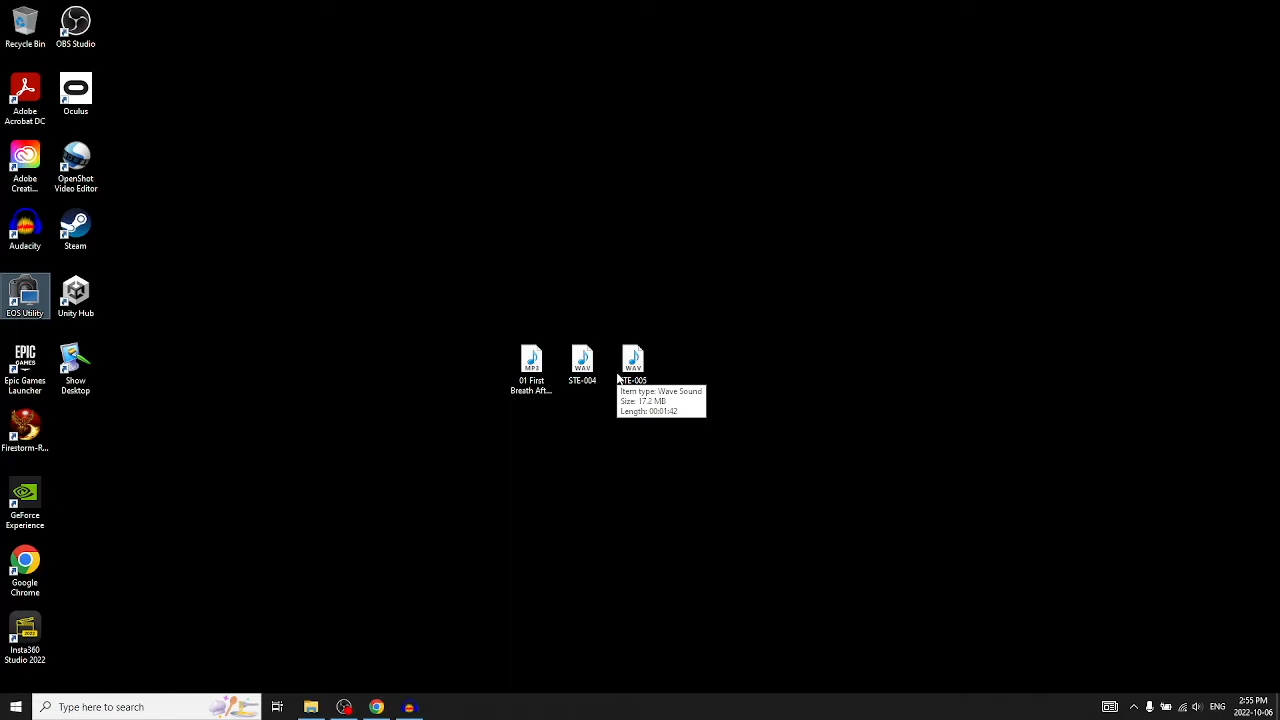 Recycle Bin
OBS Studio
Adobe
Acrobat DC
Oculus
Adobe
Creati...
OpenShot
Video Editor
Audacity
Steam
EOS Utility
Unity Hub
EPIC
GAMES
Epic Games
Launcher
Show
Desktop
Firestorm-R...
GeForce
Experience
Google
Chrome
2022
Insta360
Studio 2022
MP3
01 First
Breath Aft...
WAV
STE-004
WAV
STE-005
Item type: Wave Sound
Size: 17.2 MB
Length: 00:01:42
Type here to search
ENG
2:55 PM
2022-10-06